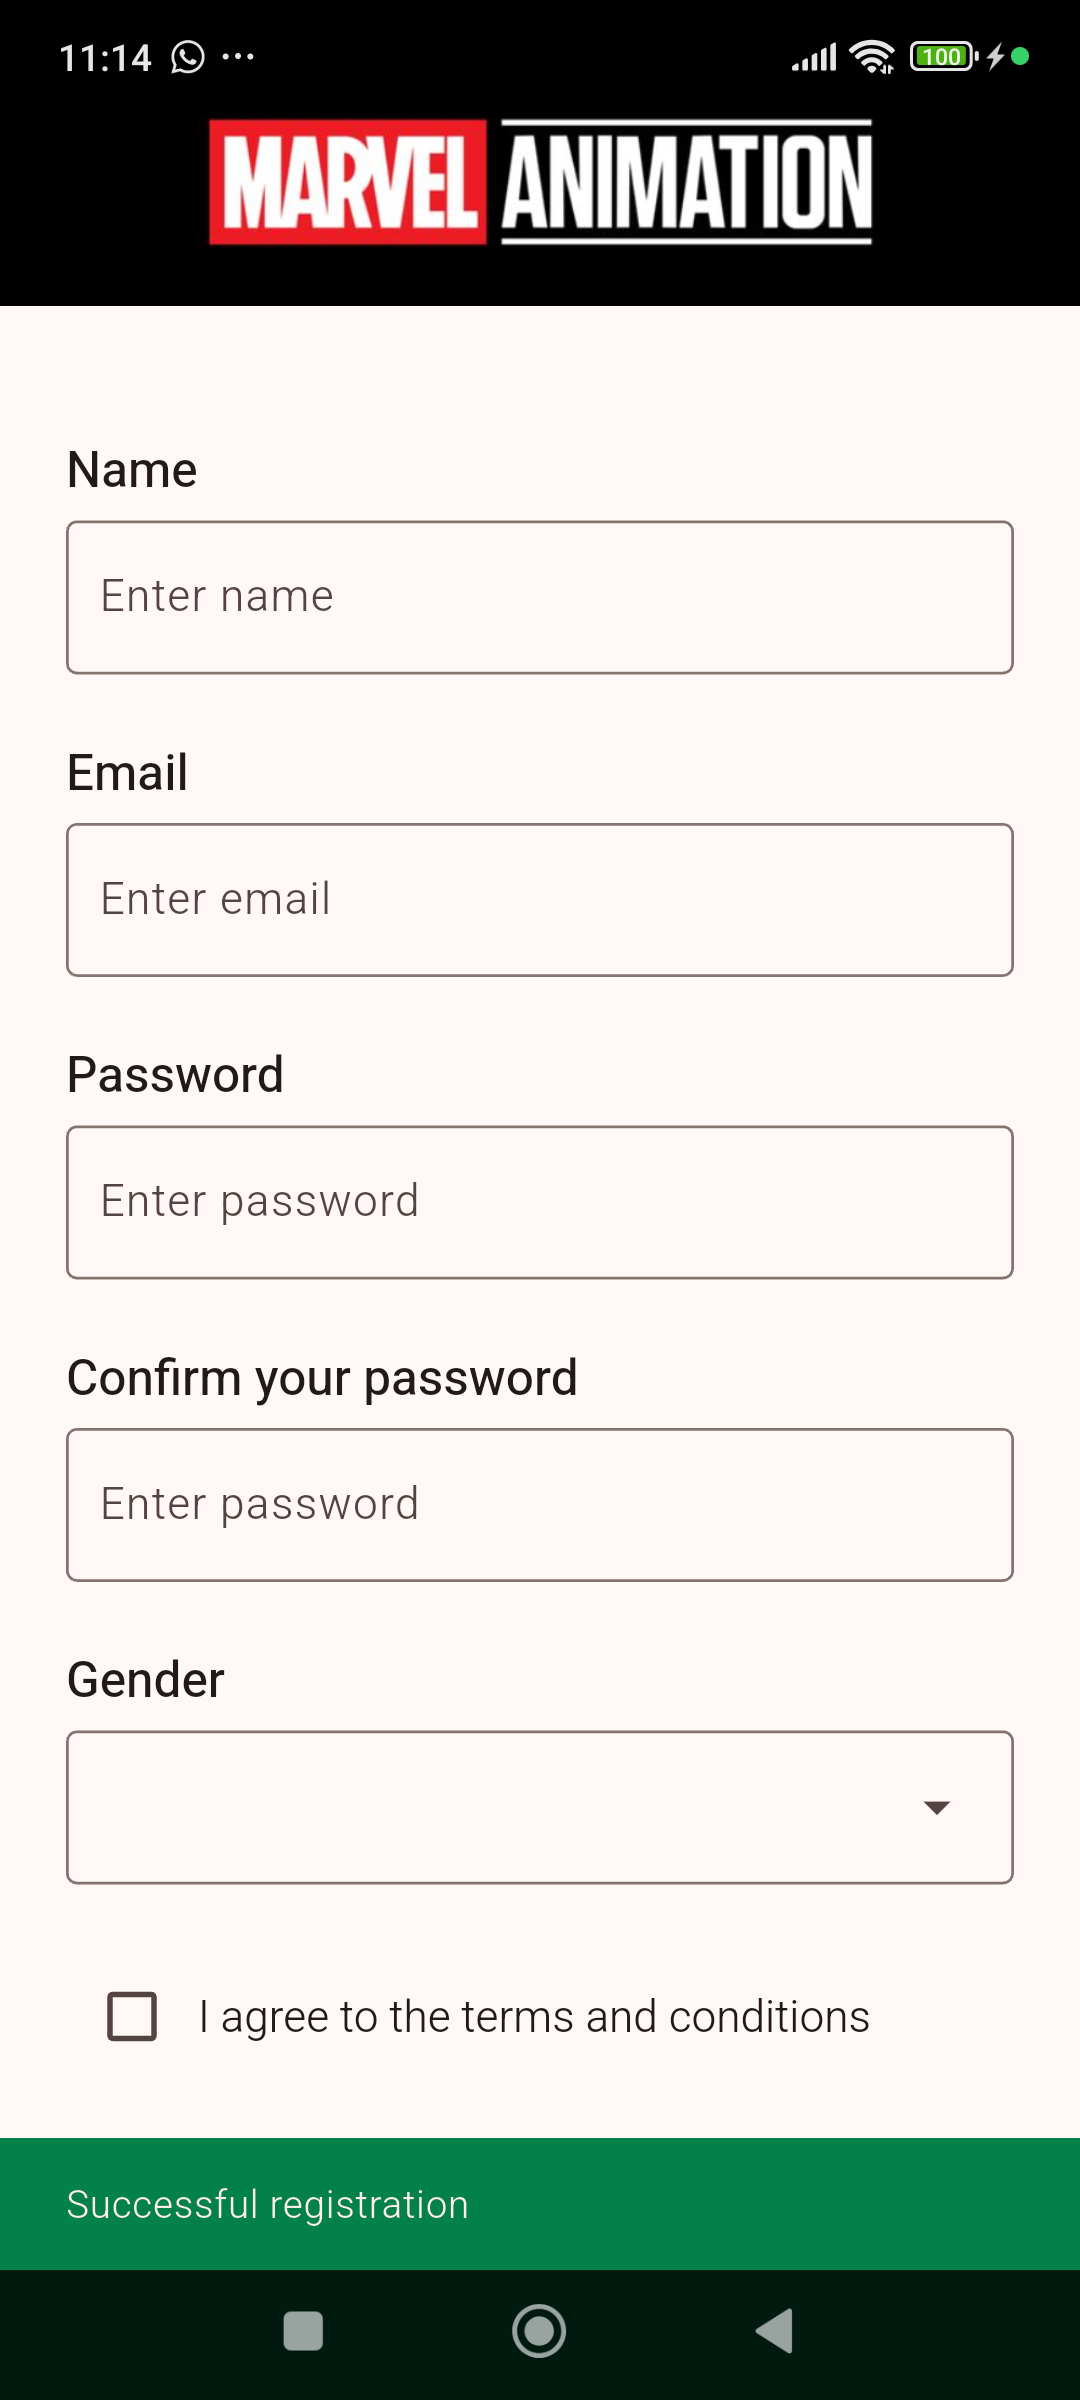 11:14
100
MARVEL ANIMATION
Name
Enter name
Email
Enter email
Password
Enter password
Confirm your password
Enter password
Gender
I agree to the terms and conditions
Successful registration